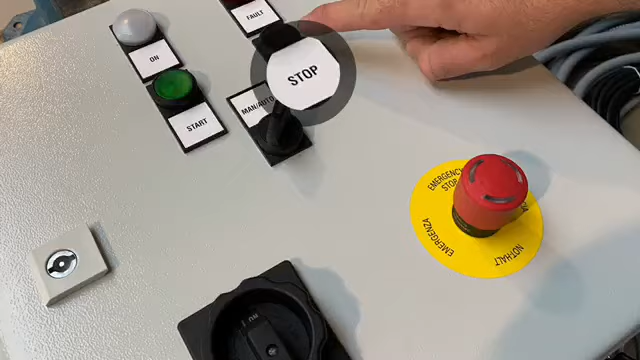 FAULT
ON
STOP
MAN/AUTO
START
EMERGENCY
STOP
EMERGENZA
NOTHALT